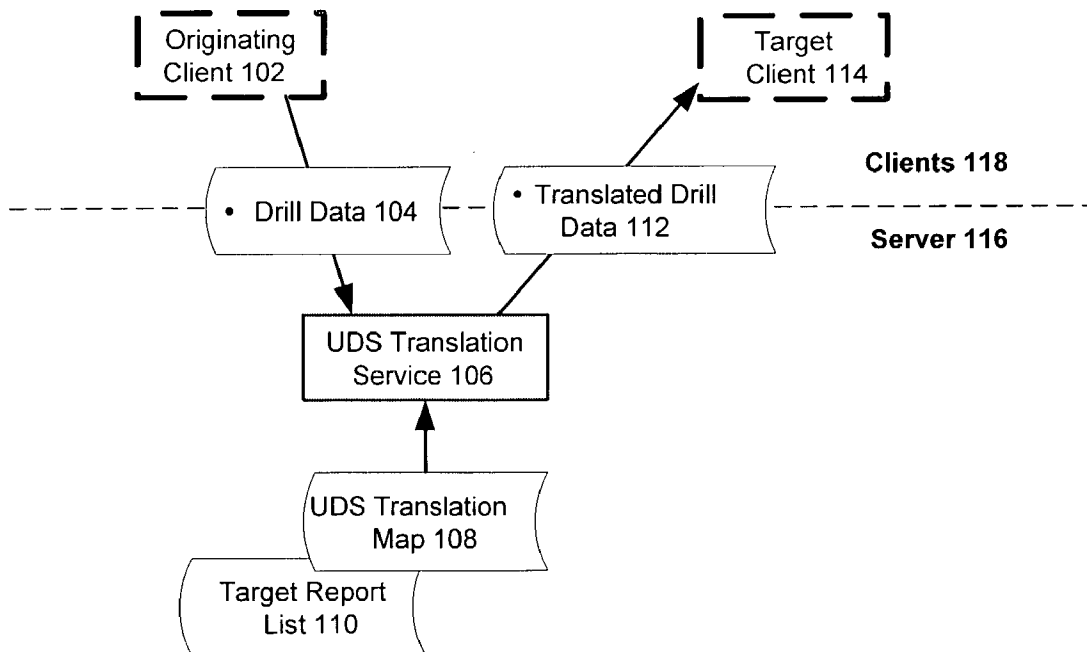 Originating
Client 102
Target
Client 114
Clients 118
• Drill Data 104
• Translated Drill
Data 112
Server 116
UDS Translation
Service 106
UDS Translation
Map 108
Target Report
List 110